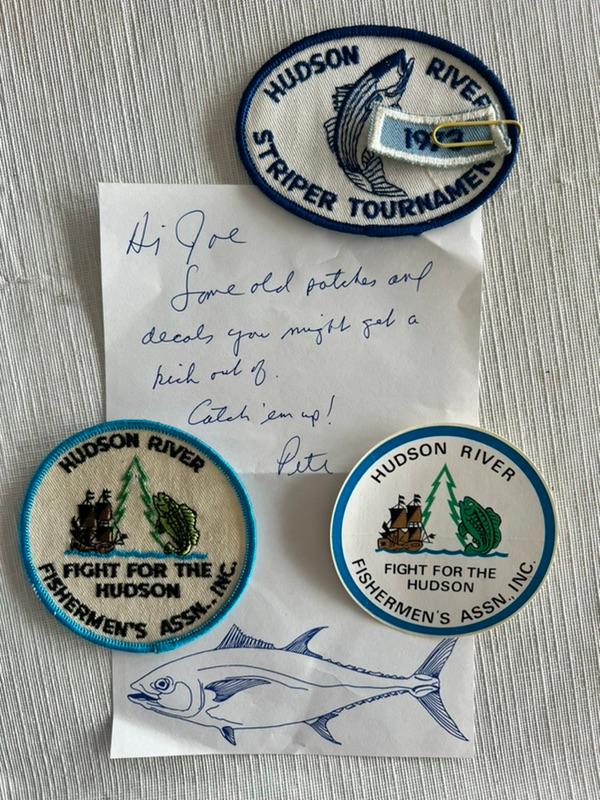 HUDSON RIVER
STRIPER TOURNAMEN
Hi Joe
Some old patches and
decals you might get a
kick out of.
Catch 'em up!
Pete
HUDSON RIVER
FIGHT FOR THE
HUDSON
FISHERMEN'S ASSN., INC.
HUDSON RIVER
FIGHT FOR THE
HUDSON
FISHERMEN'S ASSN., INC.